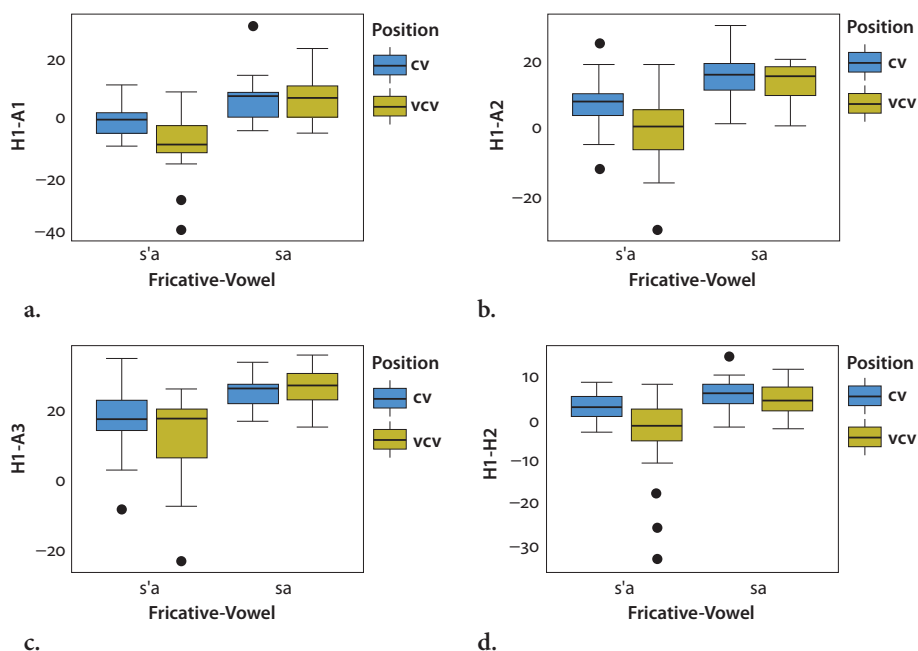 H1-A1
20
0
−20
−40
s'a
sa
Fricative-Vowel
Position
cv
vcv
a.
H1-A2
20
0
−20
s'a
sa
Fricative-Vowel
Position
cv
vcv
b.
H1-A3
20
0
−20
s'a
sa
Fricative-Vowel
Position
cv
vcv
c.
H1-H2
10
0
−10
−20
−30
s'a
sa
Fricative-Vowel
Position
cv
vcv
d.